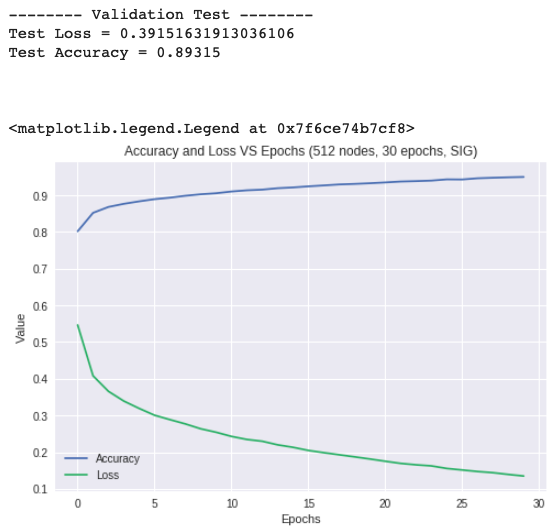 -------- Validation Test --------
Test Loss = 0.39151631913036106
Test Accuracy = 0.89315
<matplotlib.legend.Legend at 0x7f6ce74b7cf8>
Accuracy and Loss VS Epochs (512 nodes, 30 epochs, SIG)
0.9
0.8
0.7
0.6
0.5
0.4
0.3
0.2
0.1
Value
Accuracy
Loss
0 5 10 15 20 25 30
Epochs